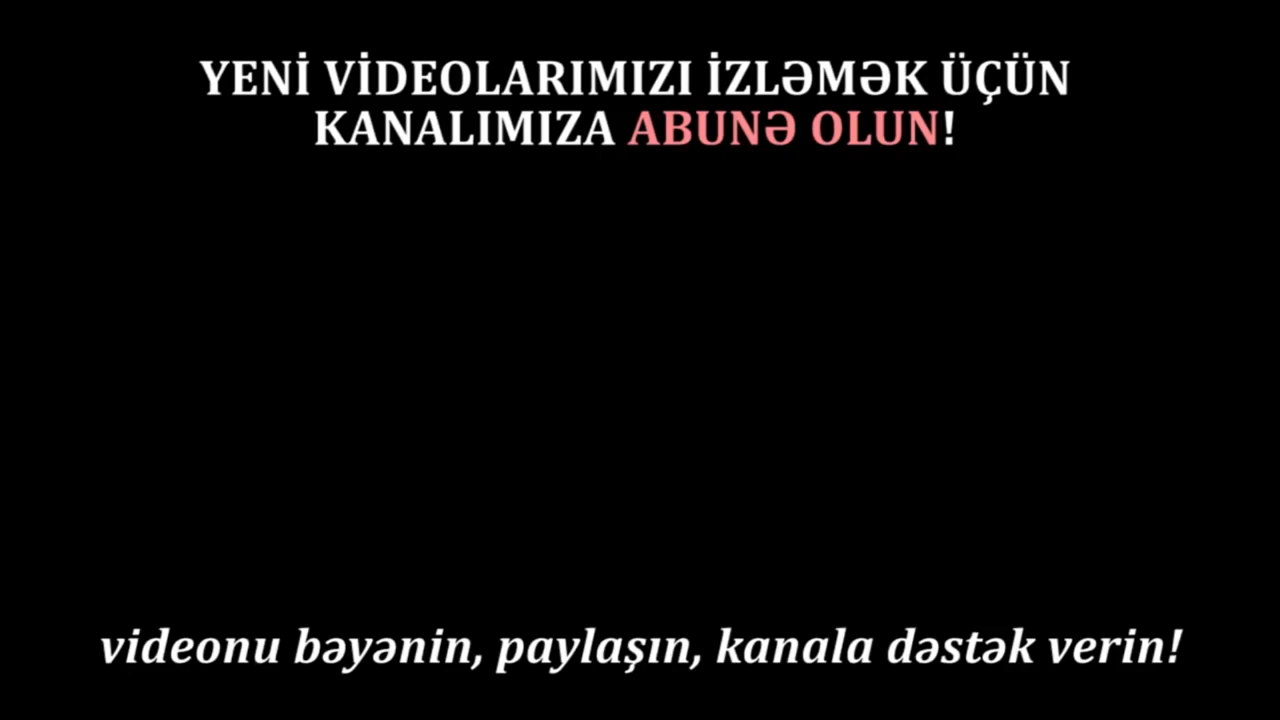 YENİ VİDEOLARIMIZI İZLƏMƏK ÜÇÜN
KANALIMIZA ABUNƏ OLUN!
videonu bəyənin, paylaşın, kanala dəstək verin!